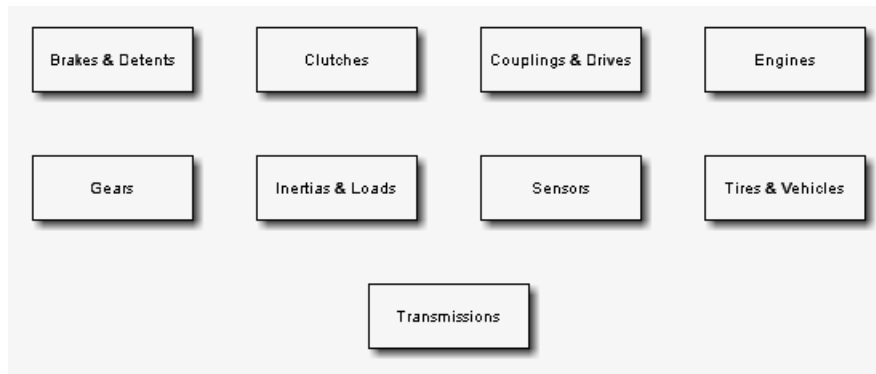 Brakes & Detents
Clutches
Couplings & Drives
Engines
Gears
Inertias & Loads
Sensors
Tires & Vehicles
Transmissions